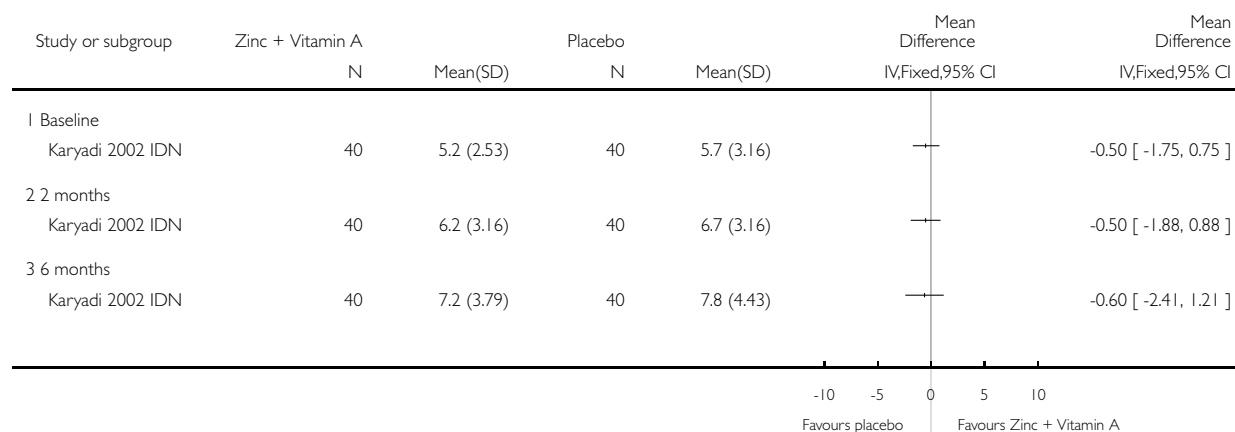 Study or subgroup Zinc + Vitamin A Placebo Mean Difference Mean Difference
N Mean(SD) N Mean(SD) IV,Fixed,95% CI IV,Fixed,95% CI
1 Baseline
Karyadi 2002 IDN 40 5.2 (2.53) 40 5.7 (3.16) -0.50 [ -1.75, 0.75 ]
2 2 months
Karyadi 2002 IDN 40 6.2 (3.16) 40 6.7 (3.16) -0.50 [ -1.88, 0.88 ]
3 6 months
Karyadi 2002 IDN 40 7.2 (3.79) 40 7.8 (4.43) -0.60 [ -2.41, 1.21 ]
-10 -5 0 5 10
Favours placebo Favours Zinc + Vitamin A